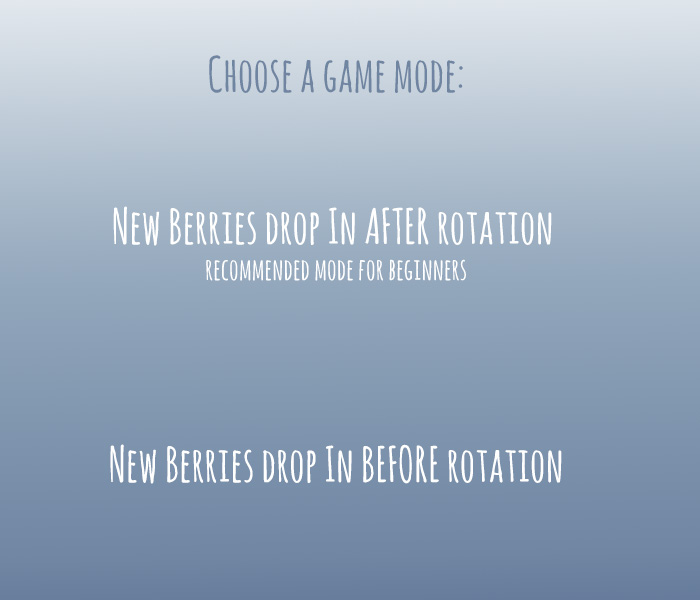 Choose a game mode:
New Berries drop In AFTER rotation
recommended mode for beginners
New Berries drop In BEFORE rotation